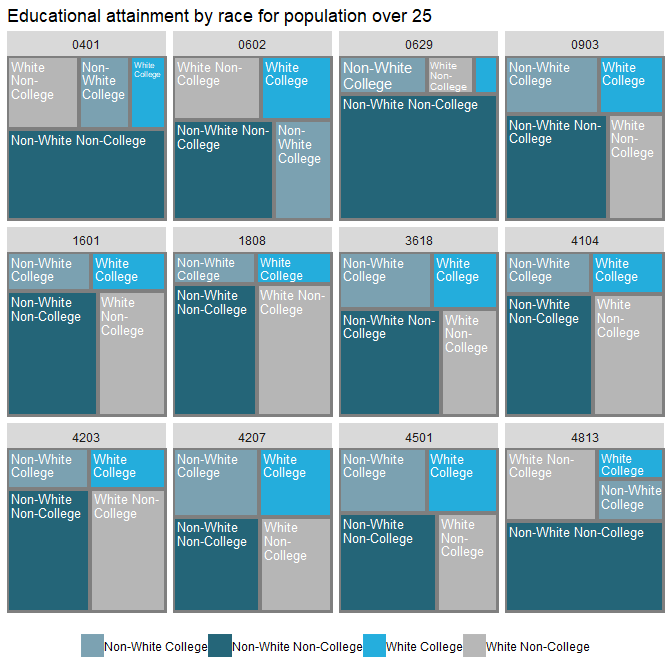 Educational attainment by race for population over 25
0401
White
Non-
College
Non-
White
College
White
College
Non-White Non-College
0602
White Non-
College
White
College
Non-White Non-
College
Non-
White
College
0629
Non-White
College
White
Non-
College
Non-White Non-College
0903
Non-White
College
White
College
Non-White Non-
College
White
Non-
College
1601
Non-White
College
White
College
Non-White
Non-College
White
Non-
College
1808
Non-White
College
White
College
Non-White
Non-College
White Non-
College
3618
Non-White
College
White
College
Non-White Non-
College
White
Non-
College
4104
Non-White
College
White
College
Non-White
Non-College
White
Non-
College
4203
Non-White
College
White
College
Non-White
Non-College
White Non-
College
4207
Non-White
College
White
College
Non-White
Non-College
White
Non-
College
4501
Non-White
College
White
College
Non-White
Non-College
White
Non-
College
4813
White Non-
College
White
College
Non-White
College
Non-White Non-College
Non-White College Non-White Non-College White College White Non-College